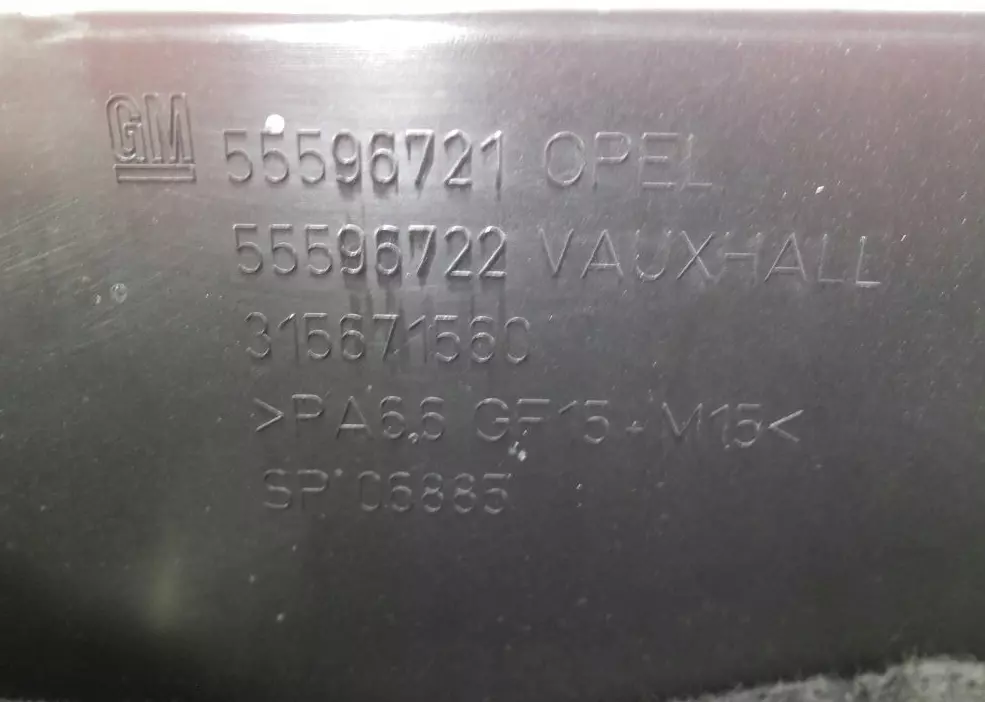 GM 55596721 OPEL
55596722 VAUXHALL
315671560
>PA6.6 GF15+M15<
SP 06885